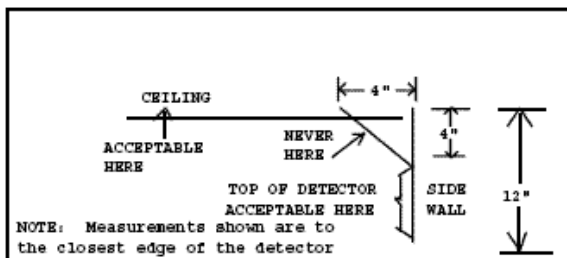 4"
CEILING
4"
NEVER
HERE
ACCEPTABLE
HERE
TOP OF DETECTOR
ACCEPTABLE HERE
SIDE
WALL
12"
NOTE: Measurements shown are to
the closest edge of the detector